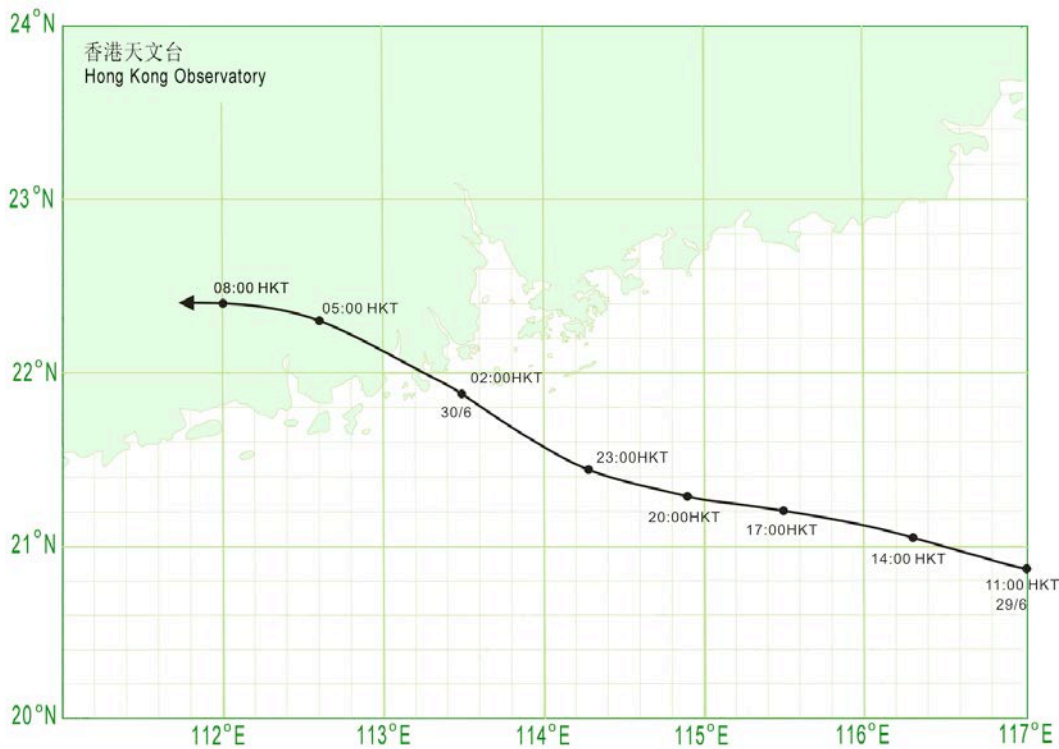 24°N
香港天文台
Hong Kong Observatory
23°N
08:00 HKT
05:00 HKT
22°N
02:00HKT
30/6
23:00HKT
20:00HKT
17:00HKT
21°N
14:00 HKT
11:00 HKT
29/6
20°N
112°E
113°E
114°E
115°E
116°E
117°E